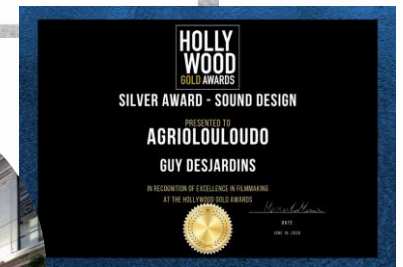 HOLLY
WOOD
GOLD AWARDS
SILVER AWARD - SOUND DESIGN
PRESENTED TO
AGRIOLOULOUDO
GUY DESJARDINS
IN RECOGNITION OF EXCELLENCE IN FILMMAKING
AT THE HOLLYWOOD GOLD AWARDS
DATE